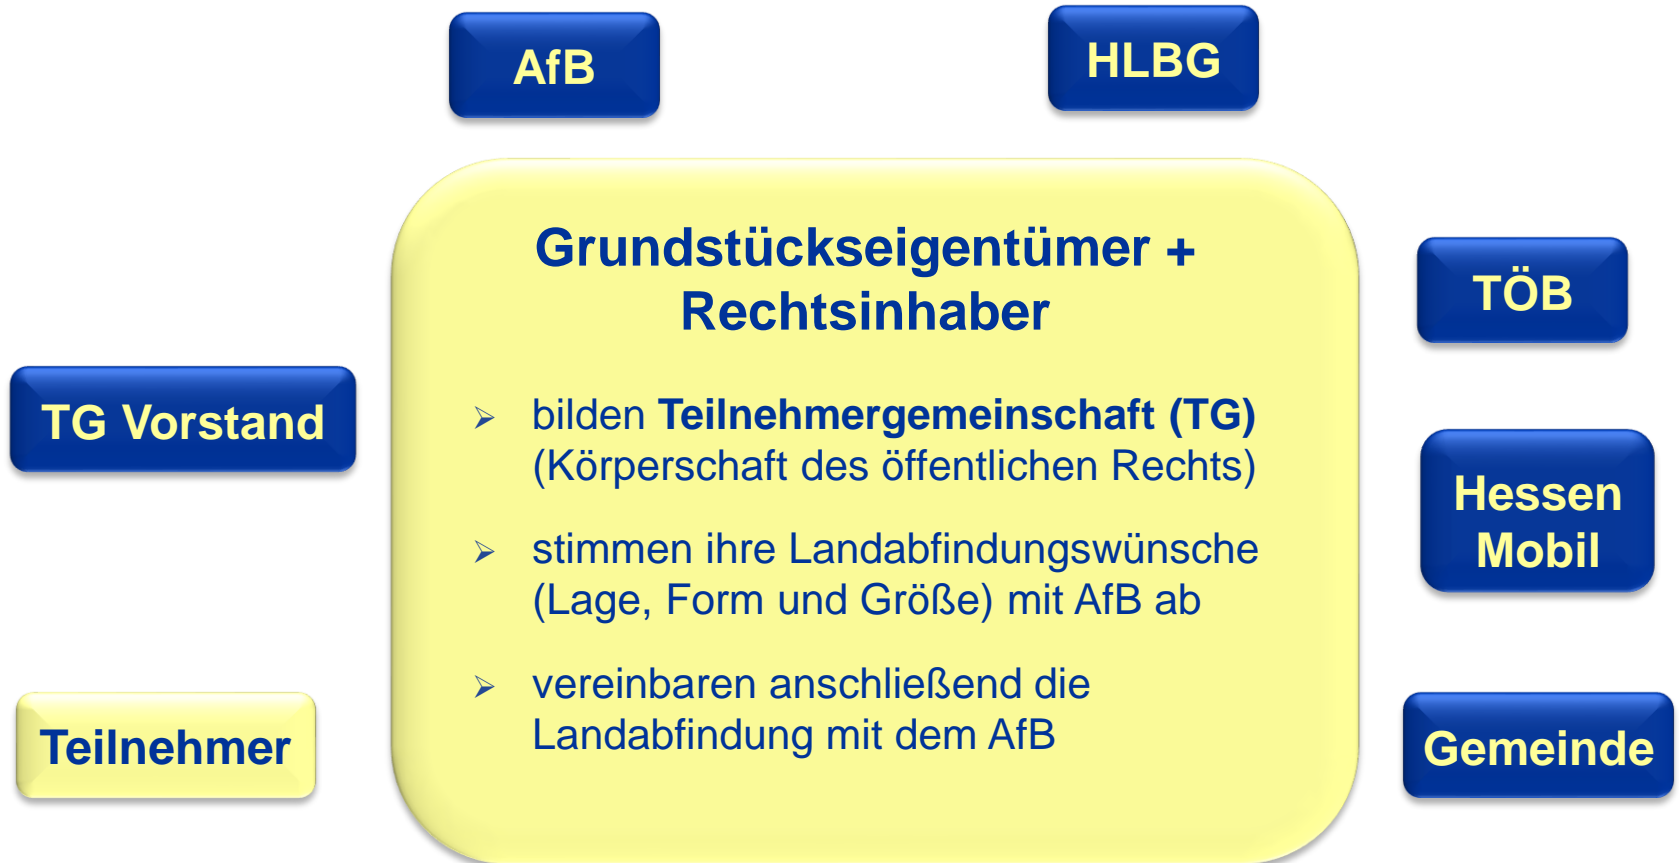 AfB
HLBG
Grundstückseigentümer +
Rechtsinhaber
➢ bilden Teilnehmergemeinschaft (TG)
(Körperschaft des öffentlichen Rechts)
➢ stimmen ihre Landabfindungswünsche
(Lage, Form und Größe) mit AfB ab
➢ vereinbaren anschließend die
Landabfindung mit dem AfB
TG Vorstand
Teilnehmer
TÖB
Hessen
Mobil
Gemeinde